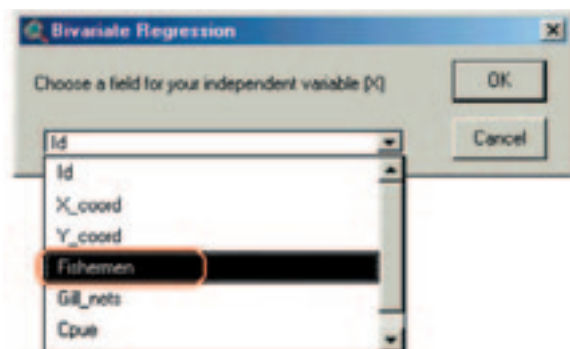 Bivariate Regression
Choose a field for your independent variable [X]
OK
Cancel
Id
Id
X_coord
Y_coord
Fishermen
Gill_nets
Cpue